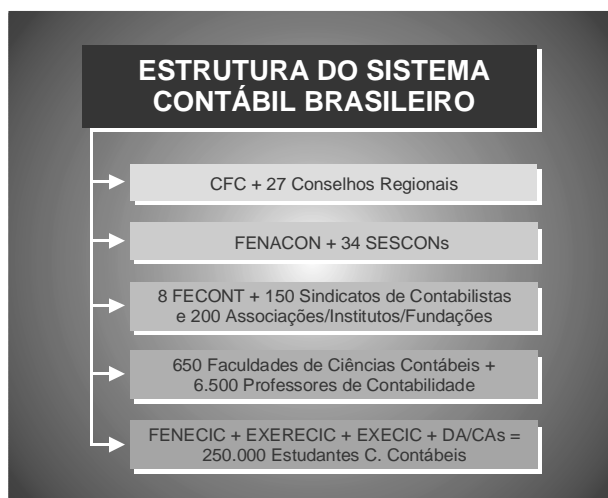 ESTRUTURA DO SISTEMA
CONTÁBIL BRASILEIRO
CFC + 27 Conselhos Regionais
FENACON + 34 SESCONs
8 FECONT + 150 Sindicatos de Contabilistas
e 200 Associações/Institutos/Fundações
650 Faculdades de Ciências Contábeis +
6.500 Professores de Contabilidade
FENECIC + EXERECIC + EXECIC + DA/CAs =
250.000 Estudantes C. Contábeis